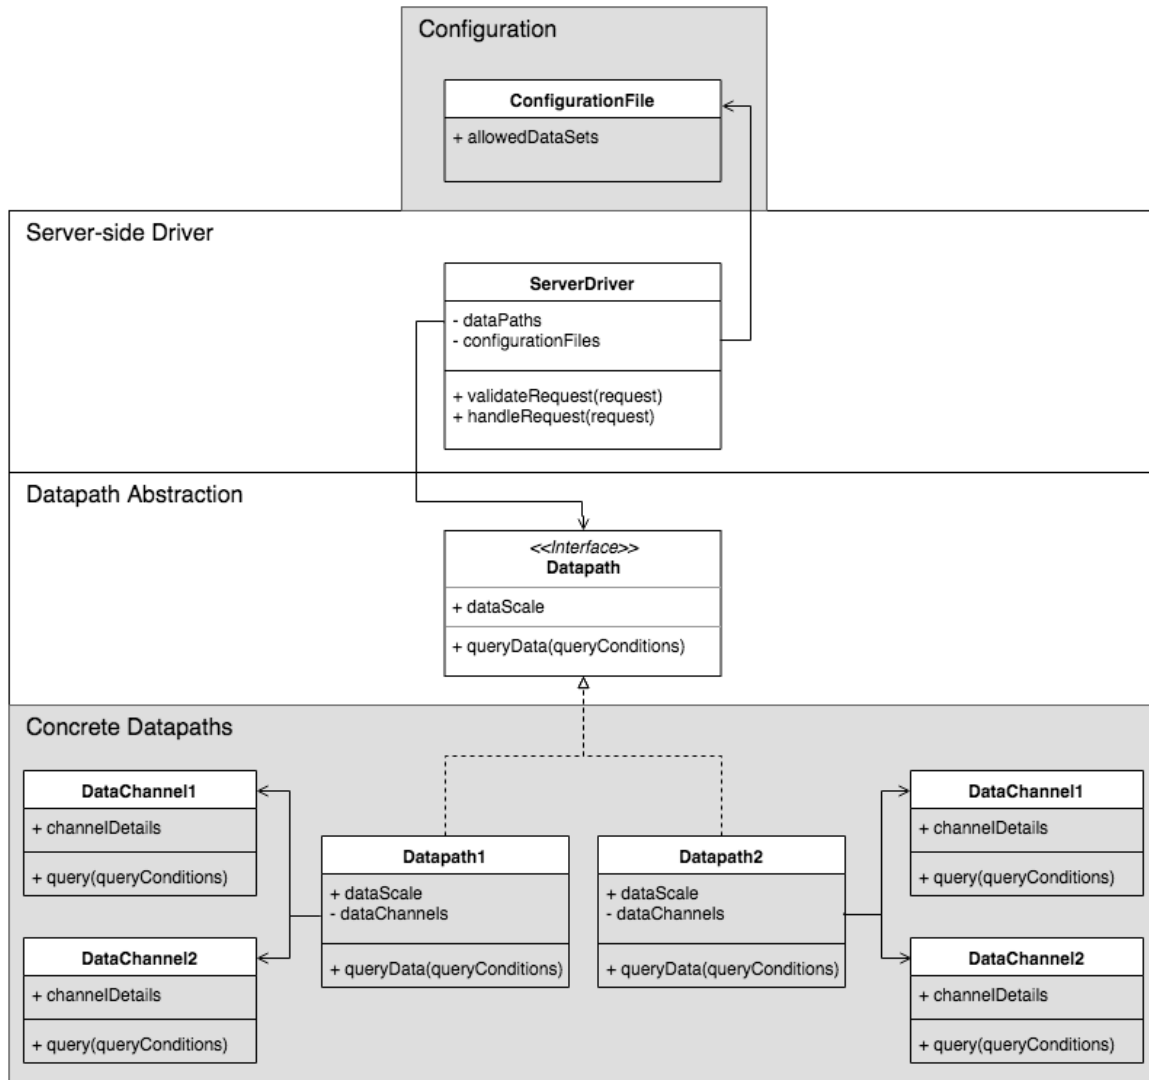 Configuration
ConfigurationFile
+ allowedDataSets
Server-side Driver
ServerDriver
- dataPaths
- configurationFiles
+ validateRequest(request)
+ handleRequest(request)
Datapath Abstraction
<<Interface>>
Datapath
+ dataScale
+ queryData(queryConditions)
Concrete Datapaths
DataChannel1
+ channelDetails
+ query(queryConditions)
DataChannel2
+ channelDetails
+ query(queryConditions)
Datapath1
+ dataScale
- dataChannels
+ queryData(queryConditions)
Datapath2
+ dataScale
- dataChannels
+ queryData(queryConditions)
DataChannel1
+ channelDetails
+ query(queryConditions)
DataChannel2
+ channelDetails
+ query(queryConditions)